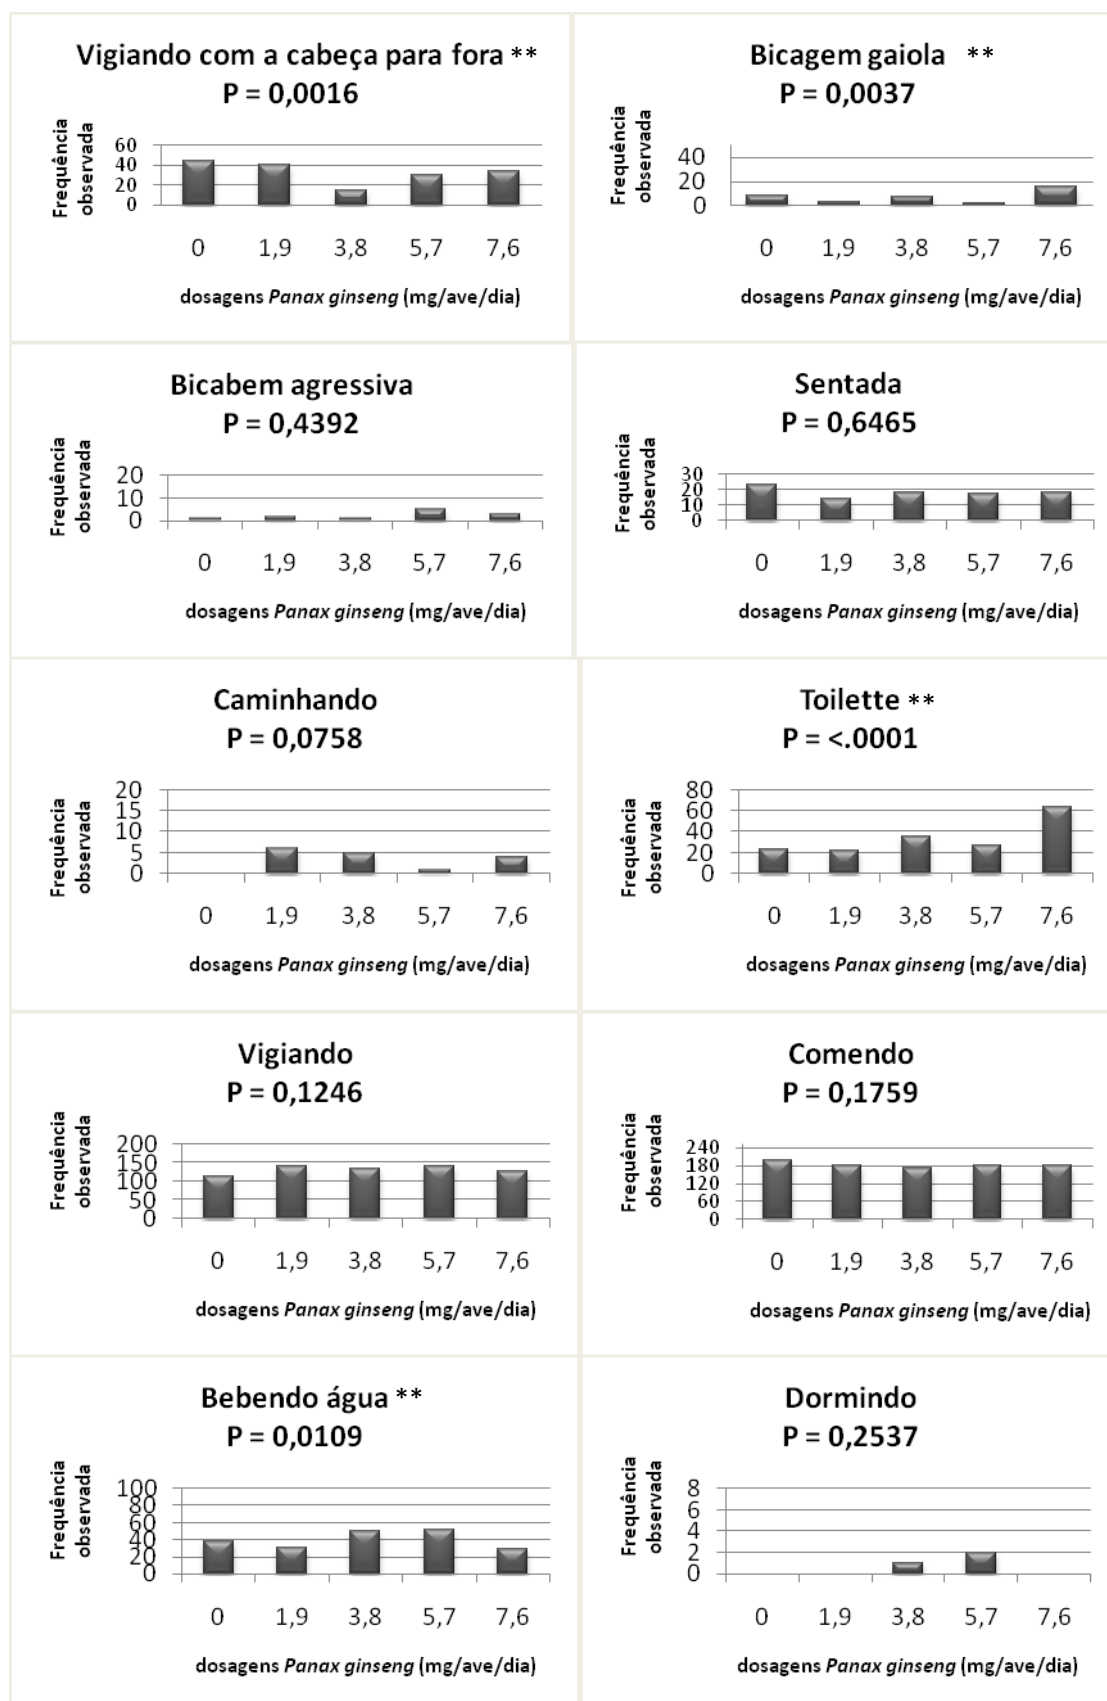 Vigiando com a cabeça para fora **
P = 0,0016
Frequência
observada
60
40
20
0
0 1,9 3,8 5,7 7,6
dosagens Panax ginseng (mg/ave/dia)
Bicagem gaiola **
P = 0,0037
Frequência
observada
40
20
0
0 1,9 3,8 5,7 7,6
dosagens Panax ginseng (mg/ave/dia)
Bicabem agressiva
P = 0,4392
Frequência
observada
20
10
0
0 1,9 3,8 5,7 7,6
dosagens Panax ginseng (mg/ave/dia)
Sentada
P = 0,6465
Frequência
observada
30
20
10
0
0 1,9 3,8 5,7 7,6
dosagens Panax ginseng (mg/ave/dia)
Caminhando
P = 0,0758
Frequência
observada
20
15
10
5
0
0 1,9 3,8 5,7 7,6
dosagens Panax ginseng (mg/ave/dia)
Toilette **
P = <.0001
Frequência
observada
80
60
40
20
0
0 1,9 3,8 5,7 7,6
dosagens Panax ginseng (mg/ave/dia)
Vigiando
P = 0,1246
Frequência
observada
200
150
100
50
0
0 1,9 3,8 5,7 7,6
dosagens Panax ginseng (mg/ave/dia)
Comendo
P = 0,1759
Frequência
observada
240
180
120
60
0
0 1,9 3,8 5,7 7,6
dosagens Panax ginseng (mg/ave/dia)
Bebendo água **
P = 0,0109
Frequência
observada
100
80
60
40
20
0
0 1,9 3,8 5,7 7,6
dosagens Panax ginseng (mg/ave/dia)
Dormindo
P = 0,2537
Frequência
observada
8
6
4
2
0
0 1,9 3,8 5,7 7,6
dosagens Panax ginseng (mg/ave/dia)